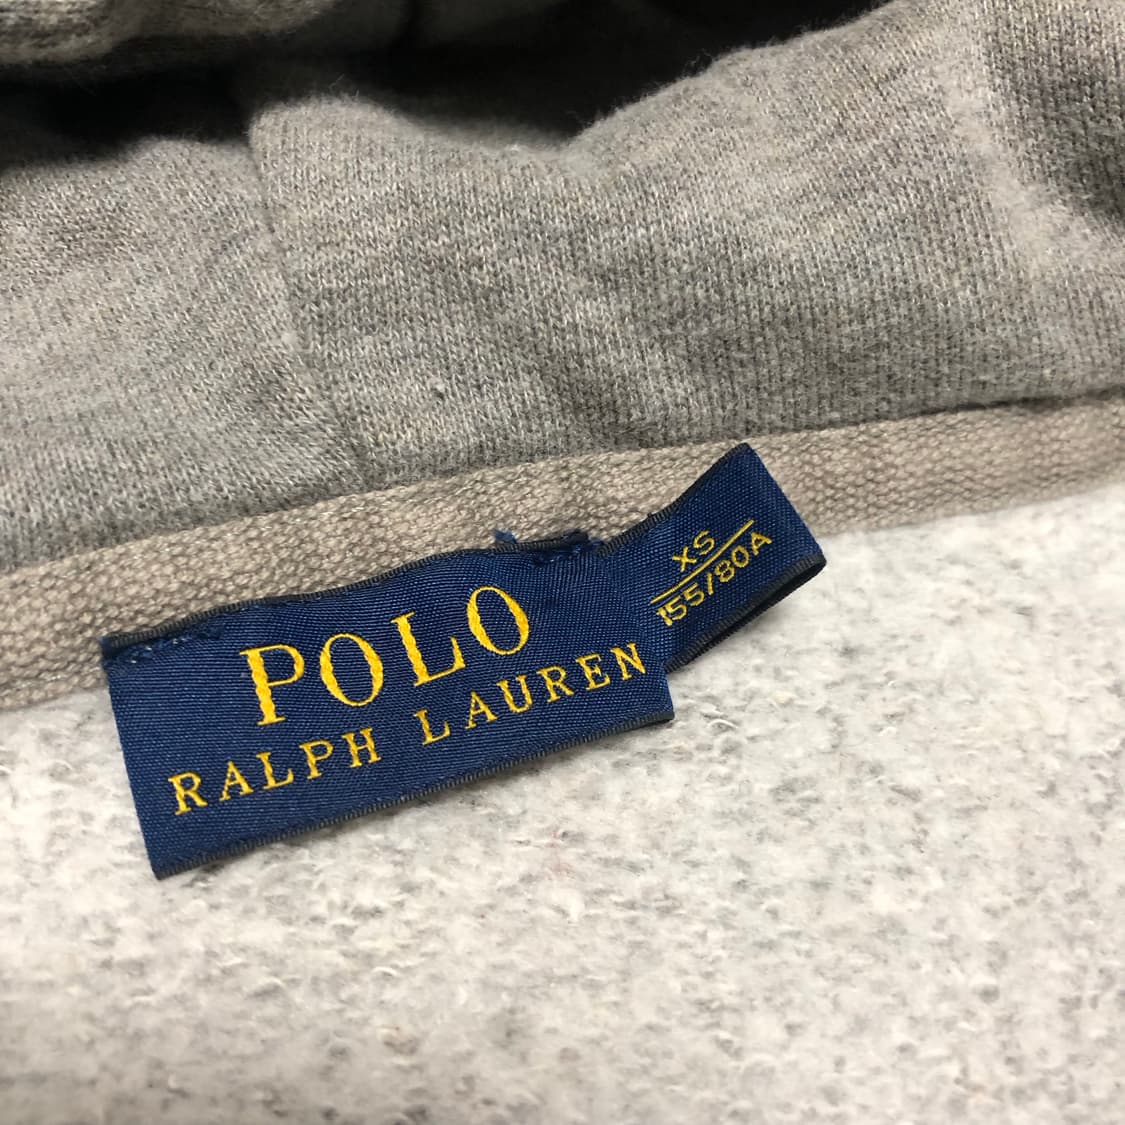 POLO
RALPH LAUREN
XS
155/80A